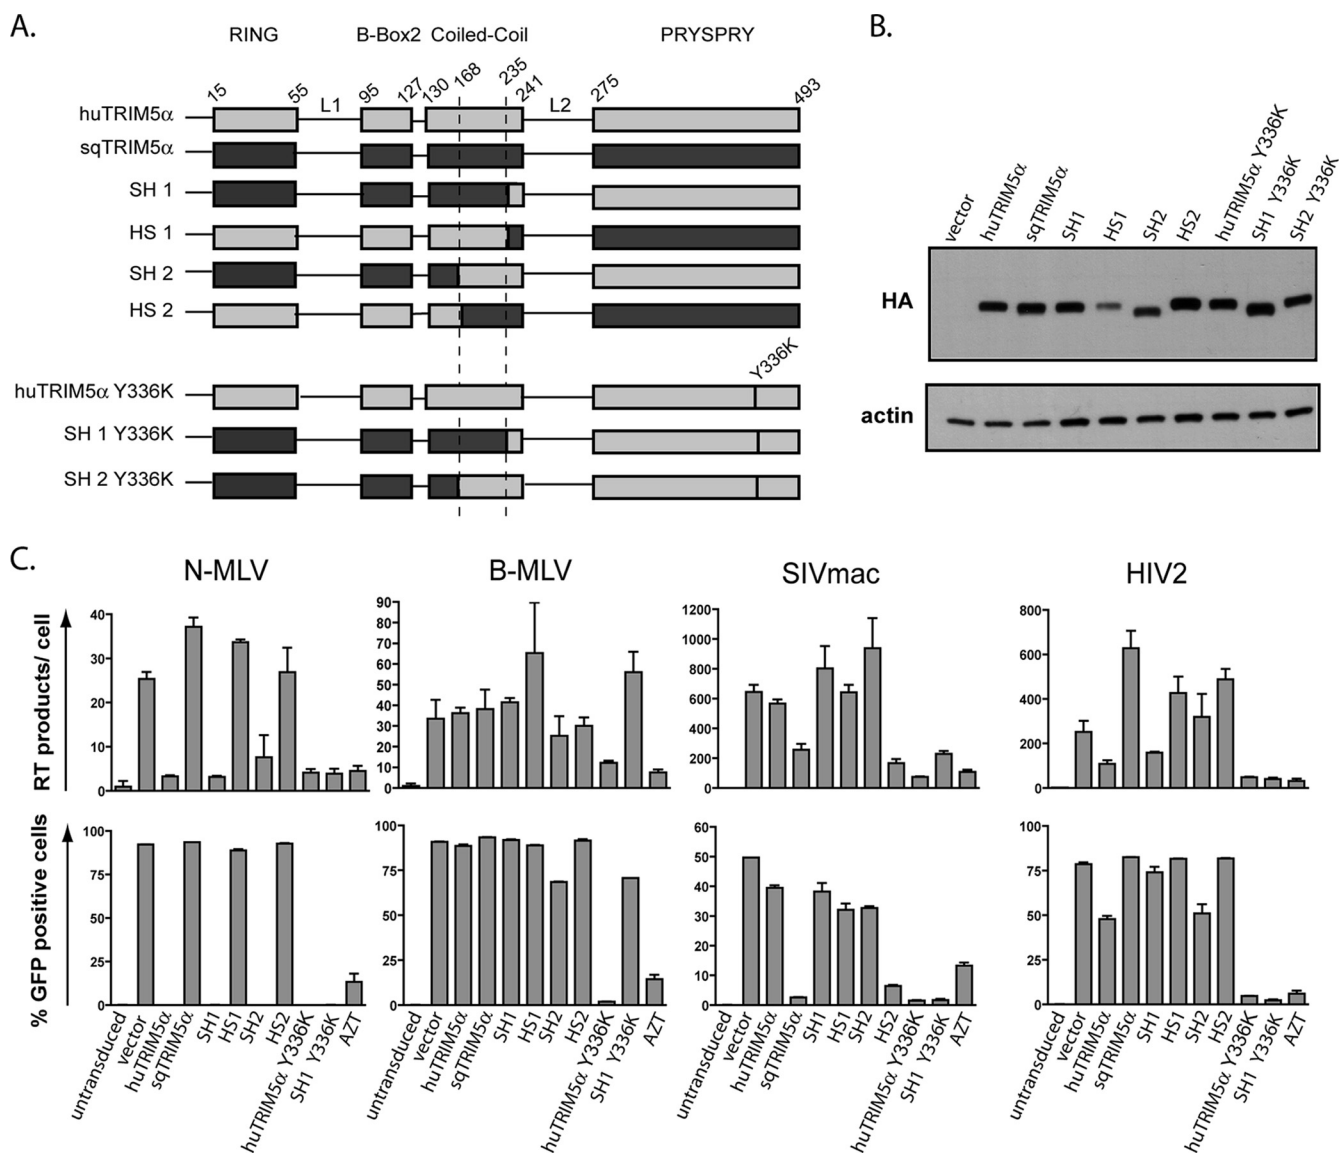 A.
RING B-Box2 Coiled-Coil PRYSPRY
15 55 L1 95 127 130 168 235 241 L2 275 493
huTRIM5α
sqTRIM5α
SH 1
HS 1
SH 2
HS 2
Y336K
huTRIM5α Y336K
SH 1 Y336K
SH 2 Y336K
B.
vector huTRIM5α sqTRIM5α SH1 HS1 SH2 HS2 huTRIM5α Y336K SH1 Y336K SH2 Y336K
HA
actin
C.
N-MLV B-MLV SIVmac HIV2
RT products/ cell
40
30
20
10
0
90
80
70
60
50
40
30
20
10
0
1200
1000
800
600
400
200
0
800
600
400
200
0
% GFP positive cells
100
75
50
25
0
100
75
50
25
0
60
50
40
30
20
10
0
100
75
50
25
0
untransduced vector huTRIM5α sqTRIM5α SH1 HS1 SH2 HS2 huTRIM5α Y336K SH1 Y336K AZT
untransduced vector huTRIM5α sqTRIM5α SH1 HS1 SH2 HS2 huTRIM5α Y336K SH1 Y336K AZT
untransduced vector huTRIM5α sqTRIM5α SH1 HS1 SH2 HS2 huTRIM5α Y336K SH1 Y336K AZT
untransduced vector huTRIM5α sqTRIM5α SH1 HS1 SH2 HS2 huTRIM5α Y336K SH1 Y336K AZT